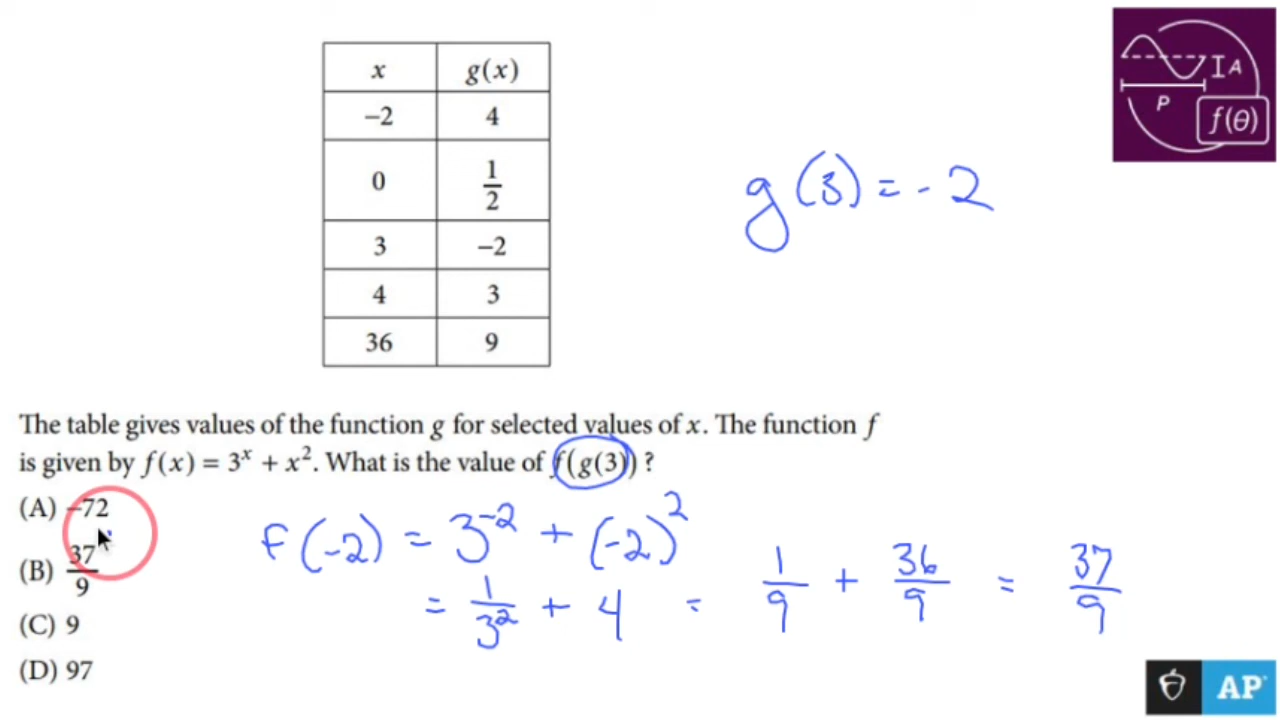 x g(x)
-2 4
0 1/2
3 -2
4 3
36 9
I A
P
f(θ)
g(3) = -2
The table gives values of the function g for selected values of x. The function f
is given by f(x) = 3^x + x^2. What is the value of f(g(3)) ?
(A) -72
(B) 37/9
(C) 9
(D) 97
f(-2) = 3^-2 + (-2)^2
= 1/3^2 + 4 = 1/9 + 36/9 = 37/9
AP